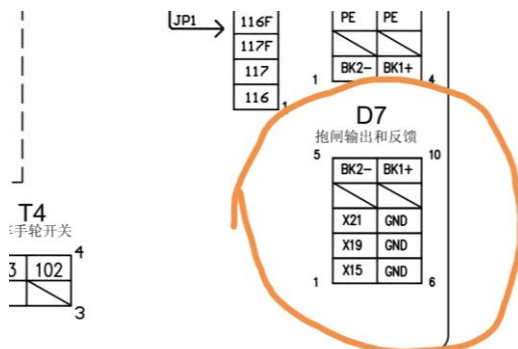 JP1
116F
117F
117
116
1
PE PE
BK2- BK1+
1 4
D7
抱闸输出和反馈
5 10
BK2- BK1+
X21 GND
X19 GND
X15 GND
1 6
T4
手轮开关
4
3 102
3